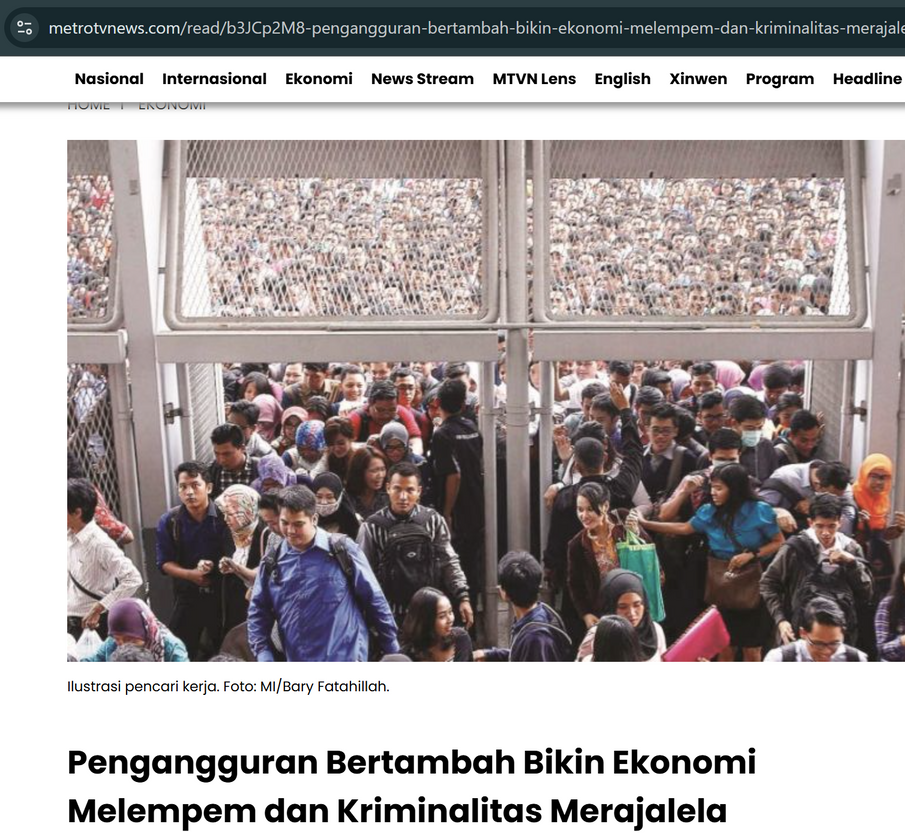 metrotvnews.com/read/b3JCp2M8-pengangguran-bertambah-bikin-ekonomi-melempem-dan-kriminalitas-merajale
Nasional Internasional Ekonomi News Stream MTVN Lens English Xinwen Program Headline
HOME | EKONOMI
Ilustrasi pencari kerja. Foto: MI/Bary Fatahillah.
Pengangguran Bertambah Bikin Ekonomi
Melempem dan Kriminalitas Merajalela